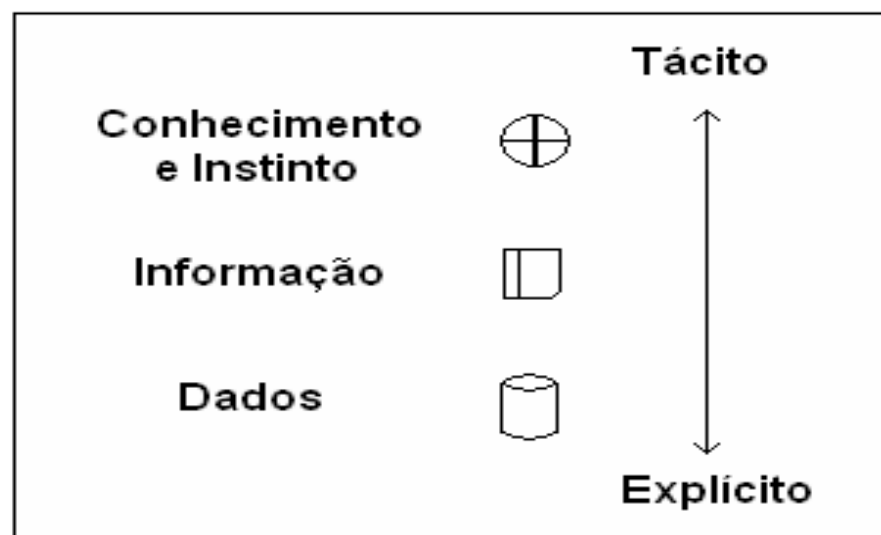 Tácito
Conhecimento
e Instinto
Informação
Dados
Explícito